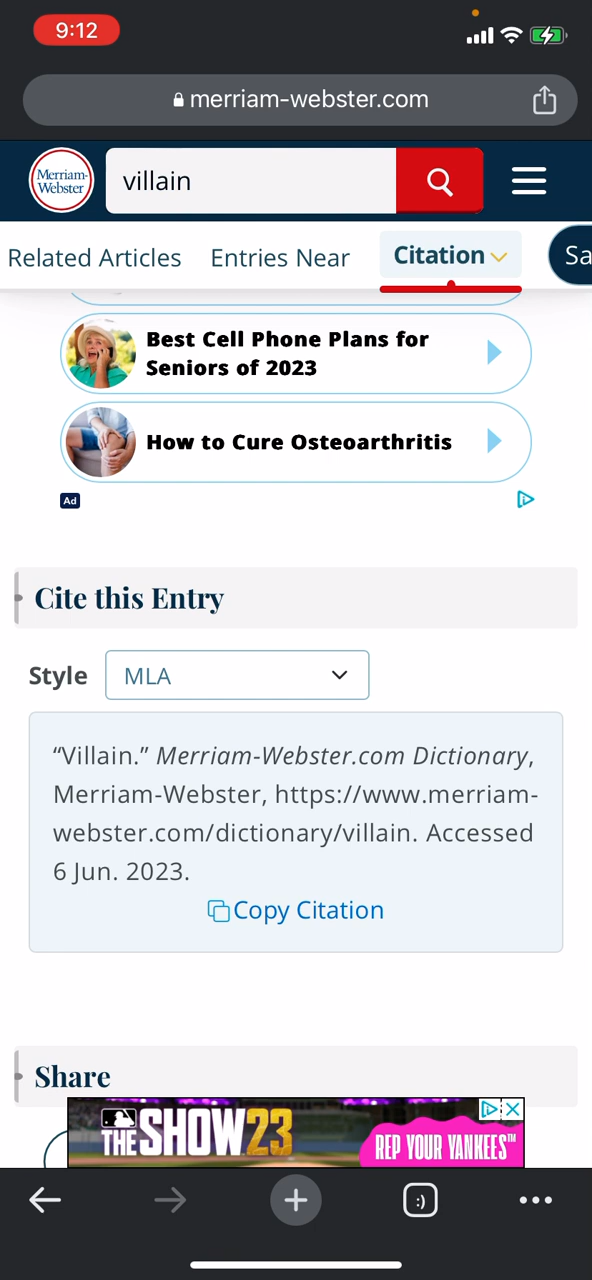 9:12
merriam-webster.com
Merriam-
Webster
villain
Related Articles
Entries Near
Citation
Sa
Best Cell Phone Plans for
Seniors of 2023
How to Cure Osteoarthritis
Ad
Cite this Entry
Style
MLA
“Villain.” Merriam-Webster.com Dictionary,
Merriam-Webster, https://www.merriam-
webster.com/dictionary/villain. Accessed
6 Jun. 2023.
Copy Citation
Share
THE SHOW 23
REP YOUR YANKEES™
:)